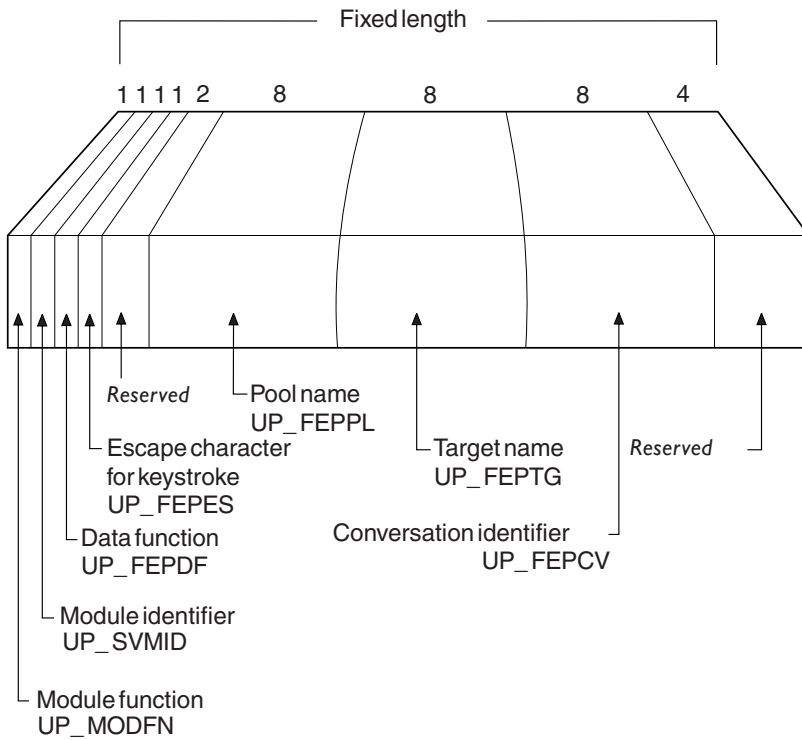 Fixed length
1 1 1 1 2 8 8 8 4
Reserved
Pool name
UP_FEPPL
Escape character
for keystroke
UP_FEPES
Target name
UP_FEPTG
Reserved
Data function
UP_FEPDF
Conversation identifier
UP_FEPCV
Module identifier
UP_SVMID
Module function
UP_MODFN